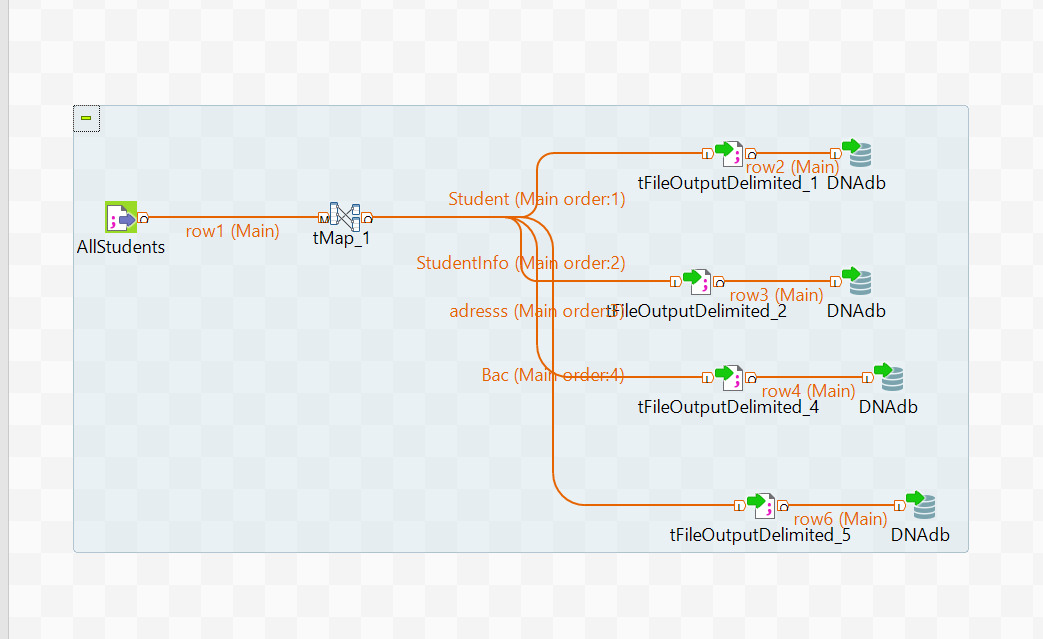 Student (Main order:1)
row2 (Main)
tFileOutputDelimited_1
DNAdb
AllStudents
row1 (Main)
tMap_1
StudentInfo (Main order:2)
row3 (Main)
adresss (Main order:3)
tFileOutputDelimited_2
DNAdb
Bac (Main order:4)
row4 (Main)
tFileOutputDelimited_4
DNAdb
row6 (Main)
tFileOutputDelimited_5
DNAdb